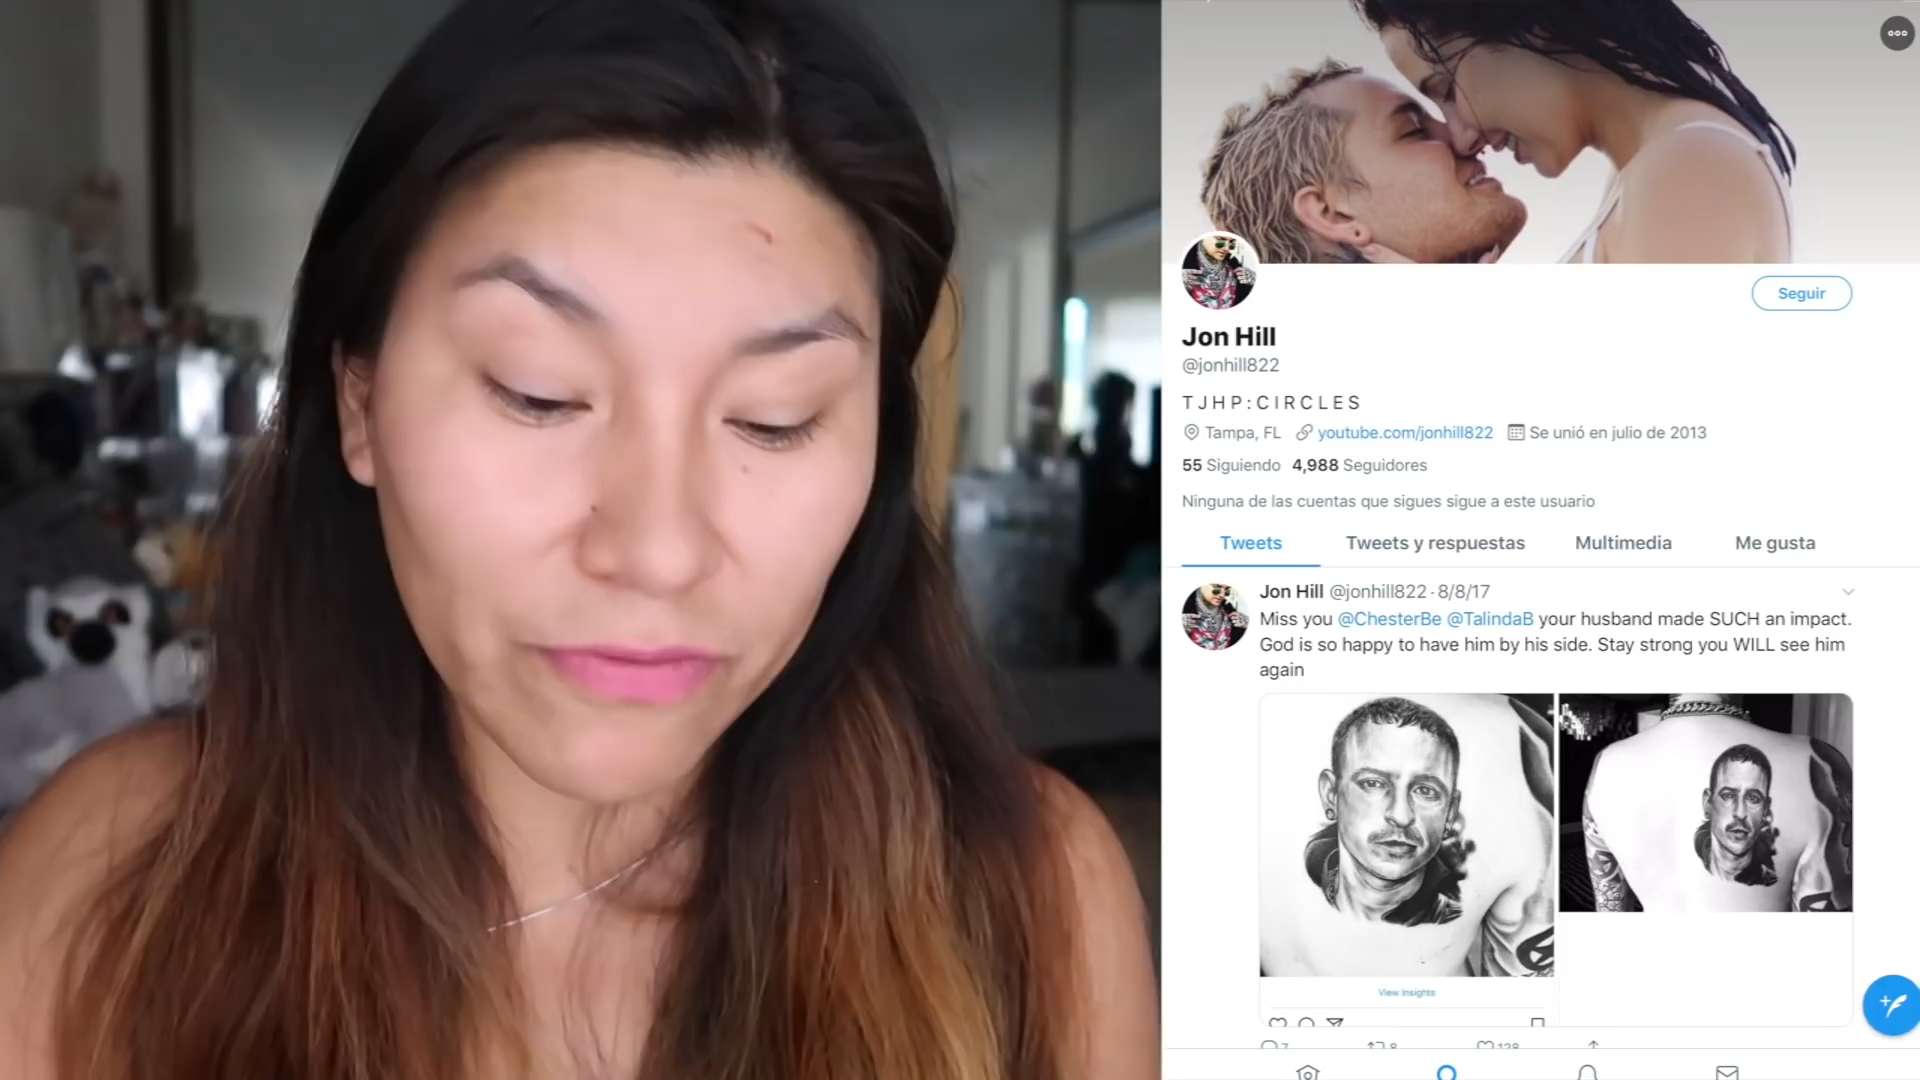 Seguir
Jon Hill
@jonhill822
T J H P : C I R C L E S
Tampa, FL youtube.com/jonhill822 Se unió en julio de 2013
55 Siguiendo 4,988 Seguidores
Ninguna de las cuentas que sigues sigue a este usuario
Tweets Tweets y respuestas Multimedia Me gusta
Jon Hill @jonhill822 · 8/8/17
Miss you @ChesterBe @TalindaB your husband made SUCH an impact.
God is so happy to have him by his side. Stay strong you WILL see him
again
View Insights
7 8 128